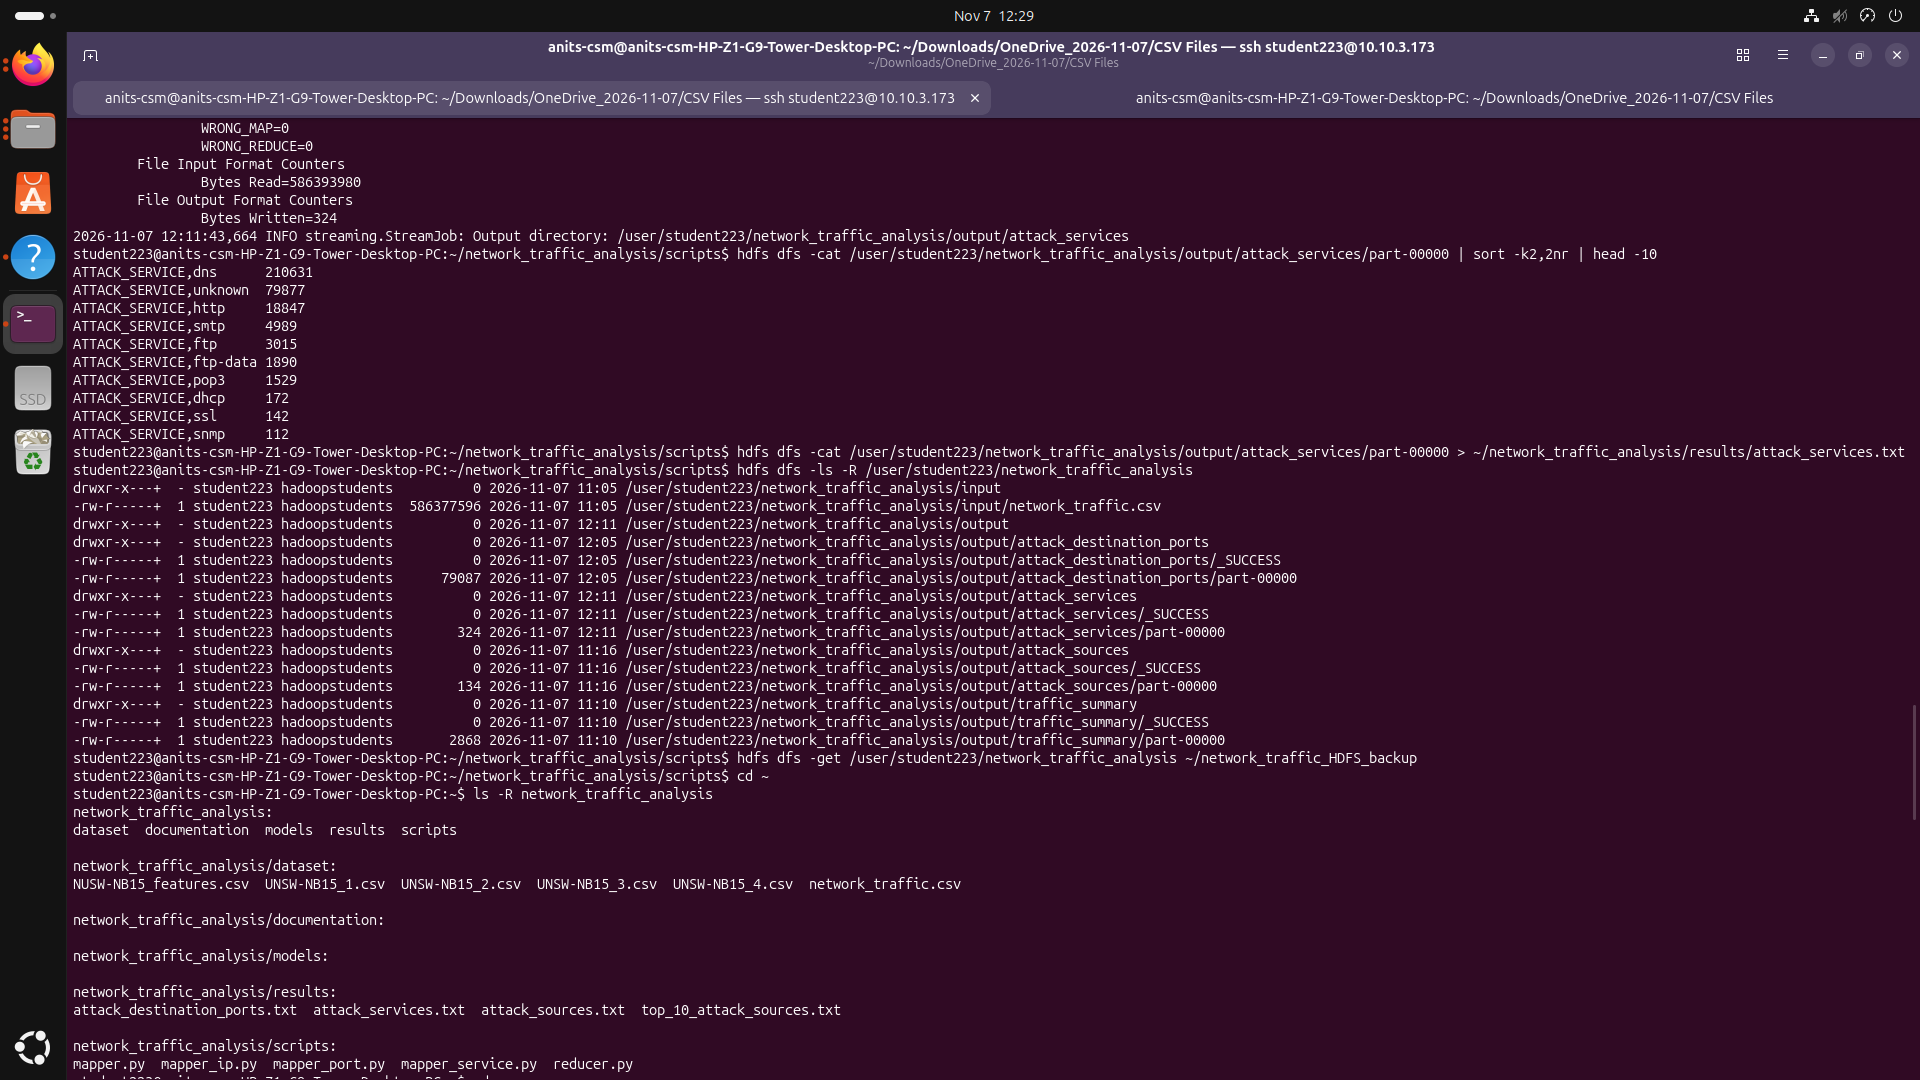 Nov 7 12:29
anits-csm@anits-csm-HP-Z1-G9-Tower-Desktop-PC: ~/Downloads/OneDrive_2026-11-07/CSV Files — ssh student223@10.10.3.173
~/Downloads/OneDrive_2026-11-07/CSV Files
anits-csm@anits-csm-HP-Z1-G9-Tower-Desktop-PC: ~/Downloads/OneDrive_2026-11-07/CSV Files — ssh student223@10.10.3.173
anits-csm@anits-csm-HP-Z1-G9-Tower-Desktop-PC: ~/Downloads/OneDrive_2026-11-07/CSV Files
SSD
WRONG_MAP=0
WRONG_REDUCE=0
File Input Format Counters
Bytes Read=586393980
File Output Format Counters
Bytes Written=324
2026-11-07 12:11:43,664 INFO streaming.StreamJob: Output directory: /user/student223/network_traffic_analysis/output/attack_services
student223@anits-csm-HP-Z1-G9-Tower-Desktop-PC:~/network_traffic_analysis/scripts$ hdfs dfs -cat /user/student223/network_traffic_analysis/output/attack_services/part-00000 | sort -k2,2nr | head -10
ATTACK_SERVICE,dns 210631
ATTACK_SERVICE,unknown 79877
ATTACK_SERVICE,http 18847
ATTACK_SERVICE,smtp 4989
ATTACK_SERVICE,ftp 3015
ATTACK_SERVICE,ftp-data 1890
ATTACK_SERVICE,pop3 1529
ATTACK_SERVICE,dhcp 172
ATTACK_SERVICE,ssl 142
ATTACK_SERVICE,snmp 112
student223@anits-csm-HP-Z1-G9-Tower-Desktop-PC:~/network_traffic_analysis/scripts$ hdfs dfs -cat /user/student223/network_traffic_analysis/output/attack_services/part-00000 > ~/network_traffic_analysis/results/attack_services.txt
student223@anits-csm-HP-Z1-G9-Tower-Desktop-PC:~/network_traffic_analysis/scripts$ hdfs dfs -ls -R /user/student223/network_traffic_analysis
drwxr-x---+ - student223 hadoopstudents 0 2026-11-07 11:05 /user/student223/network_traffic_analysis/input
-rw-r-----+ 1 student223 hadoopstudents 586377596 2026-11-07 11:05 /user/student223/network_traffic_analysis/input/network_traffic.csv
drwxr-x---+ - student223 hadoopstudents 0 2026-11-07 12:11 /user/student223/network_traffic_analysis/output
drwxr-x---+ - student223 hadoopstudents 0 2026-11-07 12:05 /user/student223/network_traffic_analysis/output/attack_destination_ports
-rw-r-----+ 1 student223 hadoopstudents 0 2026-11-07 12:05 /user/student223/network_traffic_analysis/output/attack_destination_ports/_SUCCESS
-rw-r-----+ 1 student223 hadoopstudents 79087 2026-11-07 12:05 /user/student223/network_traffic_analysis/output/attack_destination_ports/part-00000
drwxr-x---+ - student223 hadoopstudents 0 2026-11-07 12:11 /user/student223/network_traffic_analysis/output/attack_services
-rw-r-----+ 1 student223 hadoopstudents 0 2026-11-07 12:11 /user/student223/network_traffic_analysis/output/attack_services/_SUCCESS
-rw-r-----+ 1 student223 hadoopstudents 324 2026-11-07 12:11 /user/student223/network_traffic_analysis/output/attack_services/part-00000
drwxr-x---+ - student223 hadoopstudents 0 2026-11-07 11:16 /user/student223/network_traffic_analysis/output/attack_sources
-rw-r-----+ 1 student223 hadoopstudents 0 2026-11-07 11:16 /user/student223/network_traffic_analysis/output/attack_sources/_SUCCESS
-rw-r-----+ 1 student223 hadoopstudents 134 2026-11-07 11:16 /user/student223/network_traffic_analysis/output/attack_sources/part-00000
drwxr-x---+ - student223 hadoopstudents 0 2026-11-07 11:10 /user/student223/network_traffic_analysis/output/traffic_summary
-rw-r-----+ 1 student223 hadoopstudents 0 2026-11-07 11:10 /user/student223/network_traffic_analysis/output/traffic_summary/_SUCCESS
-rw-r-----+ 1 student223 hadoopstudents 2868 2026-11-07 11:10 /user/student223/network_traffic_analysis/output/traffic_summary/part-00000
student223@anits-csm-HP-Z1-G9-Tower-Desktop-PC:~/network_traffic_analysis/scripts$ hdfs dfs -get /user/student223/network_traffic_analysis ~/network_traffic_HDFS_backup
student223@anits-csm-HP-Z1-G9-Tower-Desktop-PC:~/network_traffic_analysis/scripts$ cd ~
student223@anits-csm-HP-Z1-G9-Tower-Desktop-PC:~$ ls -R network_traffic_analysis
network_traffic_analysis:
dataset documentation models results scripts
network_traffic_analysis/dataset:
NUSW-NB15_features.csv UNSW-NB15_1.csv UNSW-NB15_2.csv UNSW-NB15_3.csv UNSW-NB15_4.csv network_traffic.csv
network_traffic_analysis/documentation:
network_traffic_analysis/models:
network_traffic_analysis/results:
attack_destination_ports.txt attack_services.txt attack_sources.txt top_10_attack_sources.txt
network_traffic_analysis/scripts:
mapper.py mapper_ip.py mapper_port.py mapper_service.py reducer.py